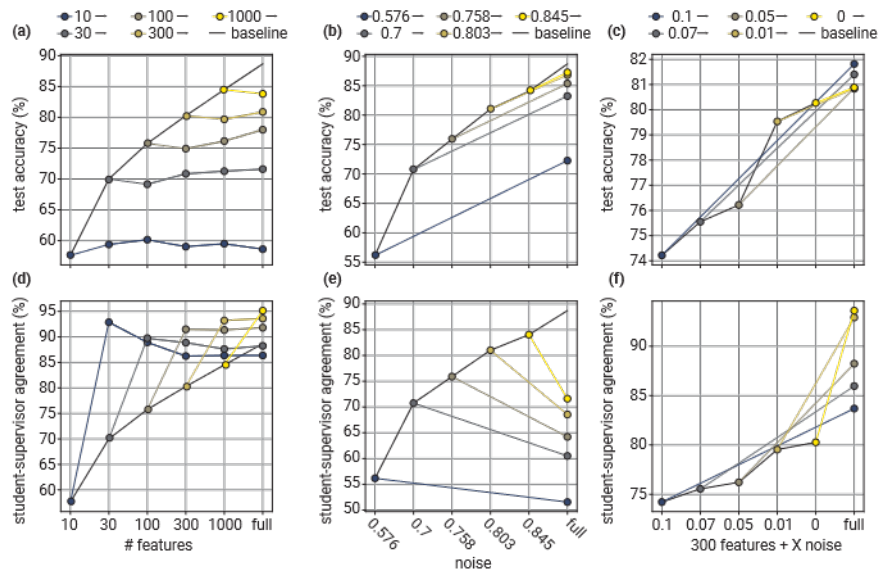 (a) 10 — 100 — 1000 —
30 — 300 — baseline
(b) 0.576 — 0.758 — 0.845 —
0.7 — 0.803 — baseline
(c) 0.1 — 0.05 — 0 —
0.07 — 0.01 — baseline
test accuracy (%)
90
85
80
75
70
65
60
test accuracy (%)
90
85
80
75
70
65
60
55
test accuracy (%)
82
81
80
79
78
77
76
75
74
(d)
student-supervisor agreement (%)
95
90
85
80
75
70
65
60
10 30 100 300 1000 full
# features
(e)
student-supervisor agreement (%)
90
85
80
75
70
65
60
55
50
0.576 0.7 0.758 0.803 0.845 full
noise
(f)
student-supervisor agreement (%)
90
85
80
75
0.1 0.07 0.05 0.01 0 full
300 features + X noise